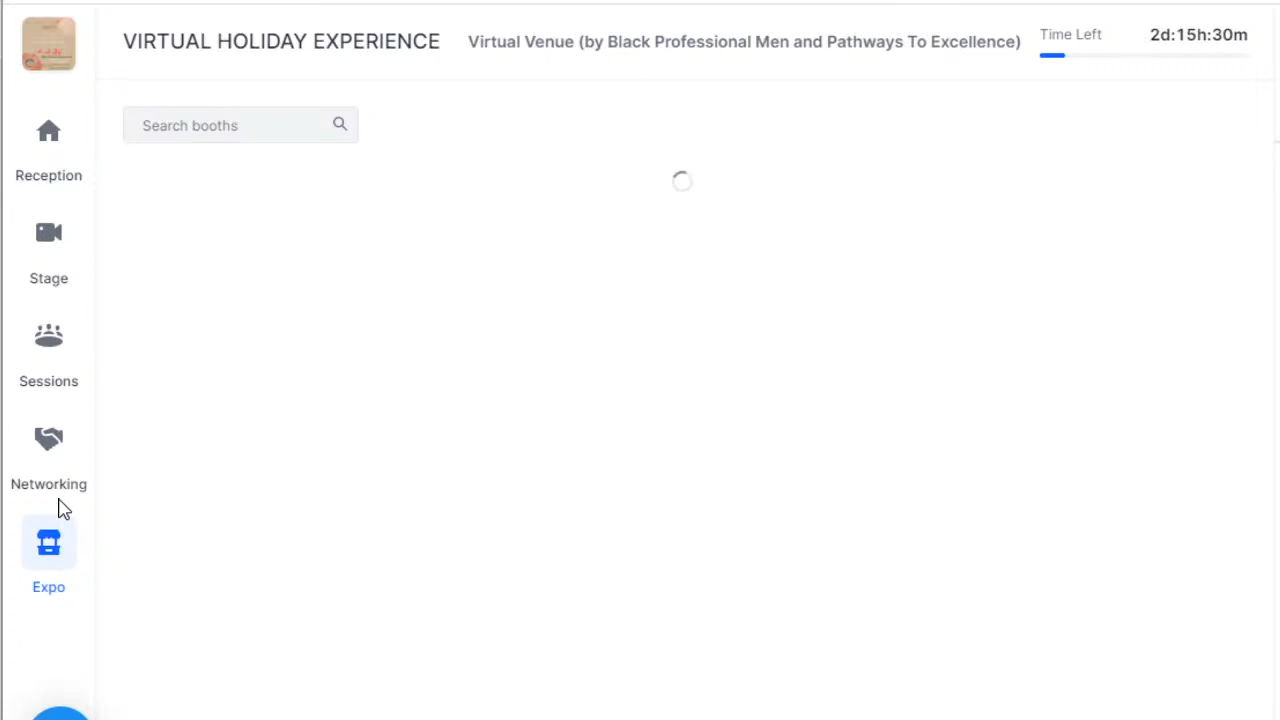 VIRTUAL HOLIDAY EXPERIENCE
Virtual Venue (by Black Professional Men and Pathways To Excellence)
Time Left
2d:15h:30m
Search booths
Reception
Stage
Sessions
Networking
Expo